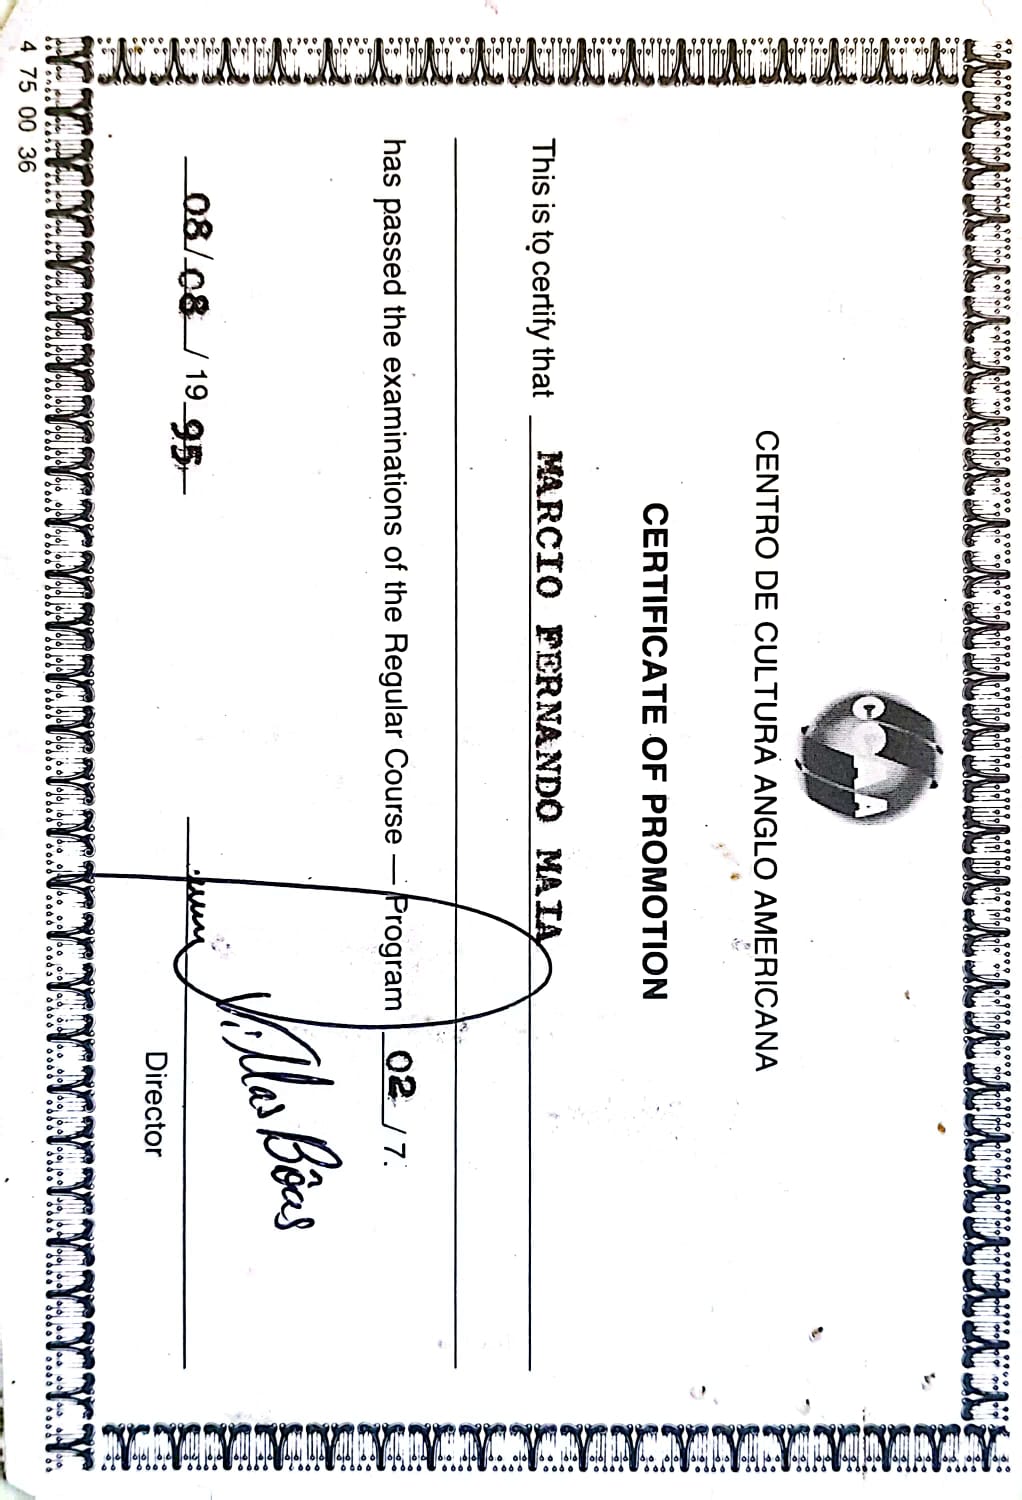 CCAA
CENTRO DE CULTURA ANGLO AMERICANA
CERTIFICATE OF PROMOTION
This is to certify that MARCIO FERNANDO MAIA
has passed the examinations of the Regular Course — Program 02 / 7.
Villas Bôas
08/08/1995
Director
4 75 00 36